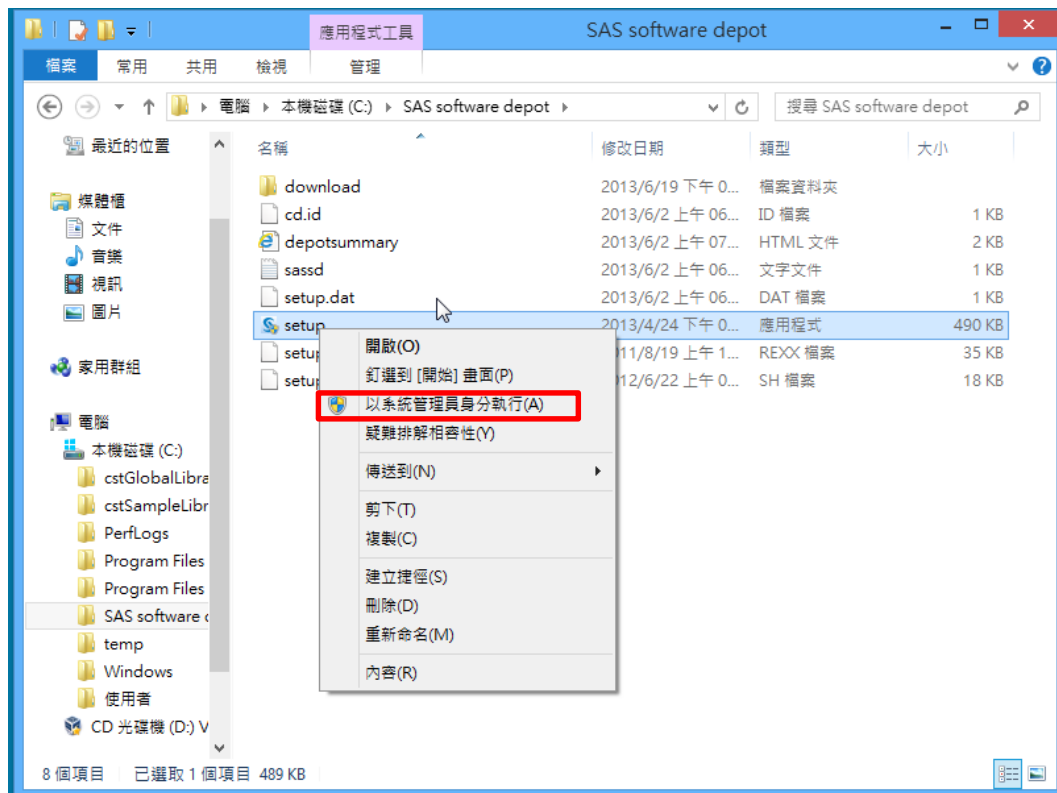 應用程式工具 SAS software depot
檔案 常用 共用 檢視 管理
電腦 本機磁碟 (C:) SAS software depot 搜尋 SAS software depot
最近的位置
媒體櫃
文件
音樂
視訊
圖片
家用群組
電腦
本機磁碟 (C:)
cstGlobalLibra
cstSampleLibr
PerfLogs
Program Files
Program Files
SAS software
temp
Windows
使用者
CD 光碟機 (D:) V
名稱 修改日期 類型 大小
download 2013/6/19 下午 0... 檔案資料夾
cd.id 2013/6/2 上午 06... ID 檔案 1 KB
depotsummary 2013/6/2 上午 07... HTML 文件 2 KB
sassd 2013/6/2 上午 06... 文字文件 1 KB
setup.dat 2013/6/2 上午 06... DAT 檔案 1 KB
setup 2013/4/24 下午 0... 應用程式 490 KB
setup 011/8/19 上午 1... REXX 檔案 35 KB
setup 012/6/22 上午 0... SH 檔案 18 KB
開啟(O)
釘選到 [開始] 畫面(P)
以系統管理員身分執行(A)
疑難排解相容性(Y)
傳送到(N)
剪下(T)
複製(C)
建立捷徑(S)
刪除(D)
重新命名(M)
內容(R)
8 個項目 已選取 1 個項目 489 KB